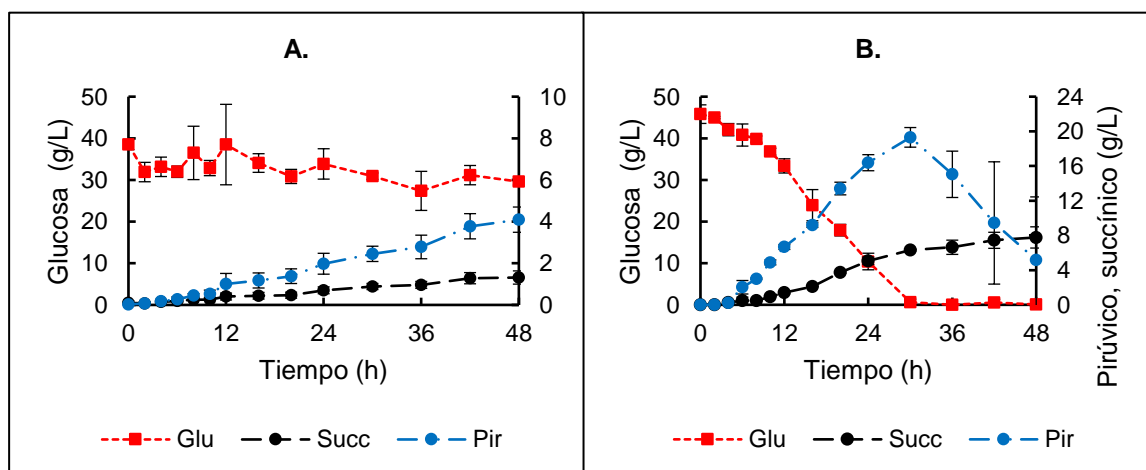 A.
Glucosa (g/L)
50
40
30
20
10
0
10
8
6
4
2
0
0 12 24 36 48
Tiempo (h)
Glu Succ Pir
B.
Glucosa (g/L)
50
40
30
20
10
0
24
20
16
12
8
4
0
Pirúvico, succínico (g/L)
0 12 24 36 48
Tiempo (h)
Glu Succ Pir